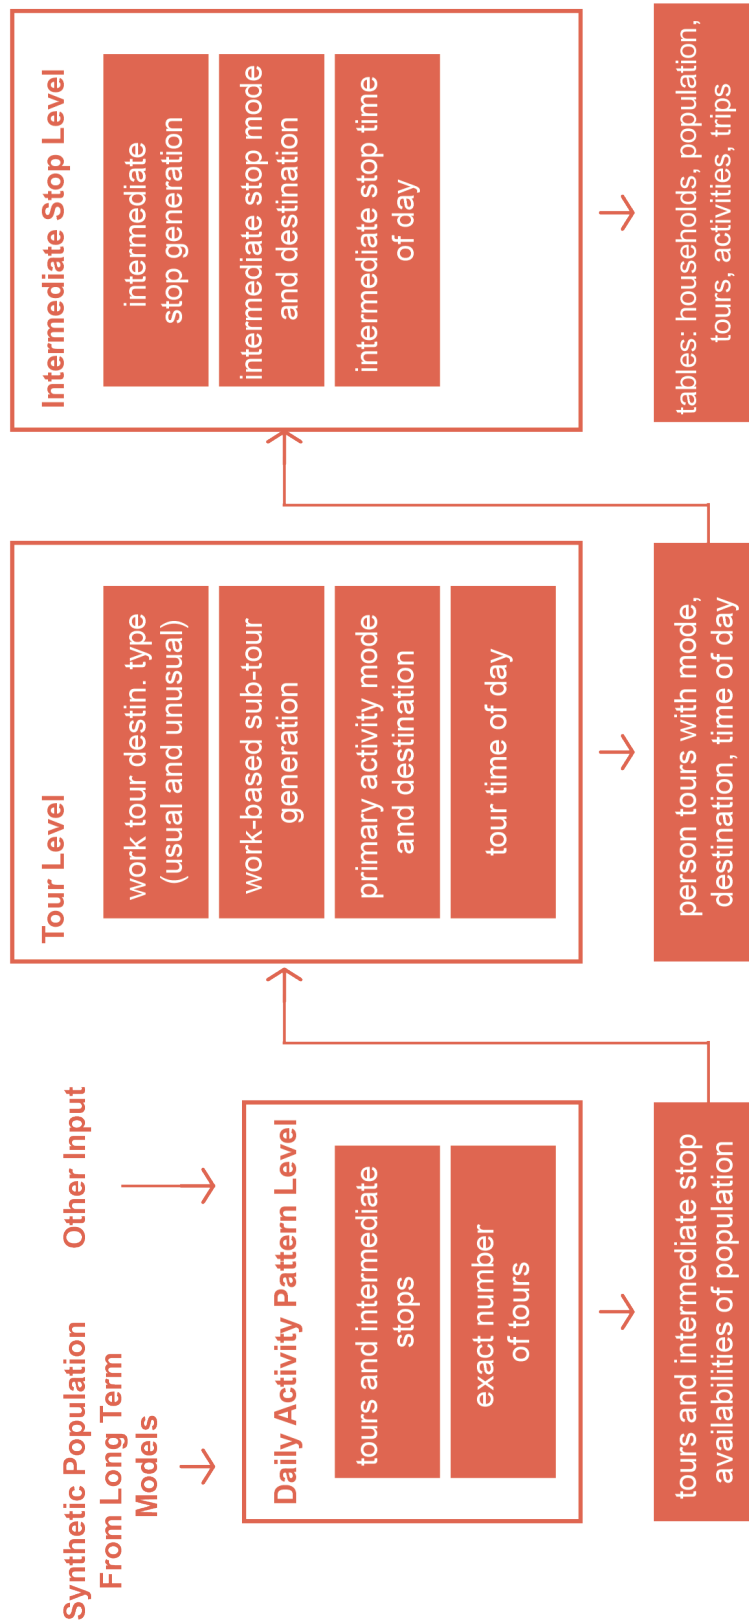 Synthetic Population
From Long Term
Models
Other Input
Daily Activity Pattern Level
tours and intermediate
stops
exact number
of tours
tours and intermediate stop
availabilities of population
Tour Level
work tour destin. type
(usual and unusual)
work-based sub-tour
generation
primary activity mode
and destination
tour time of day
person tours with mode,
destination, time of day
Intermediate Stop Level
intermediate
stop generation
intermediate stop mode
and destination
intermediate stop time
of day
tables: households, population,
tours, activities, trips